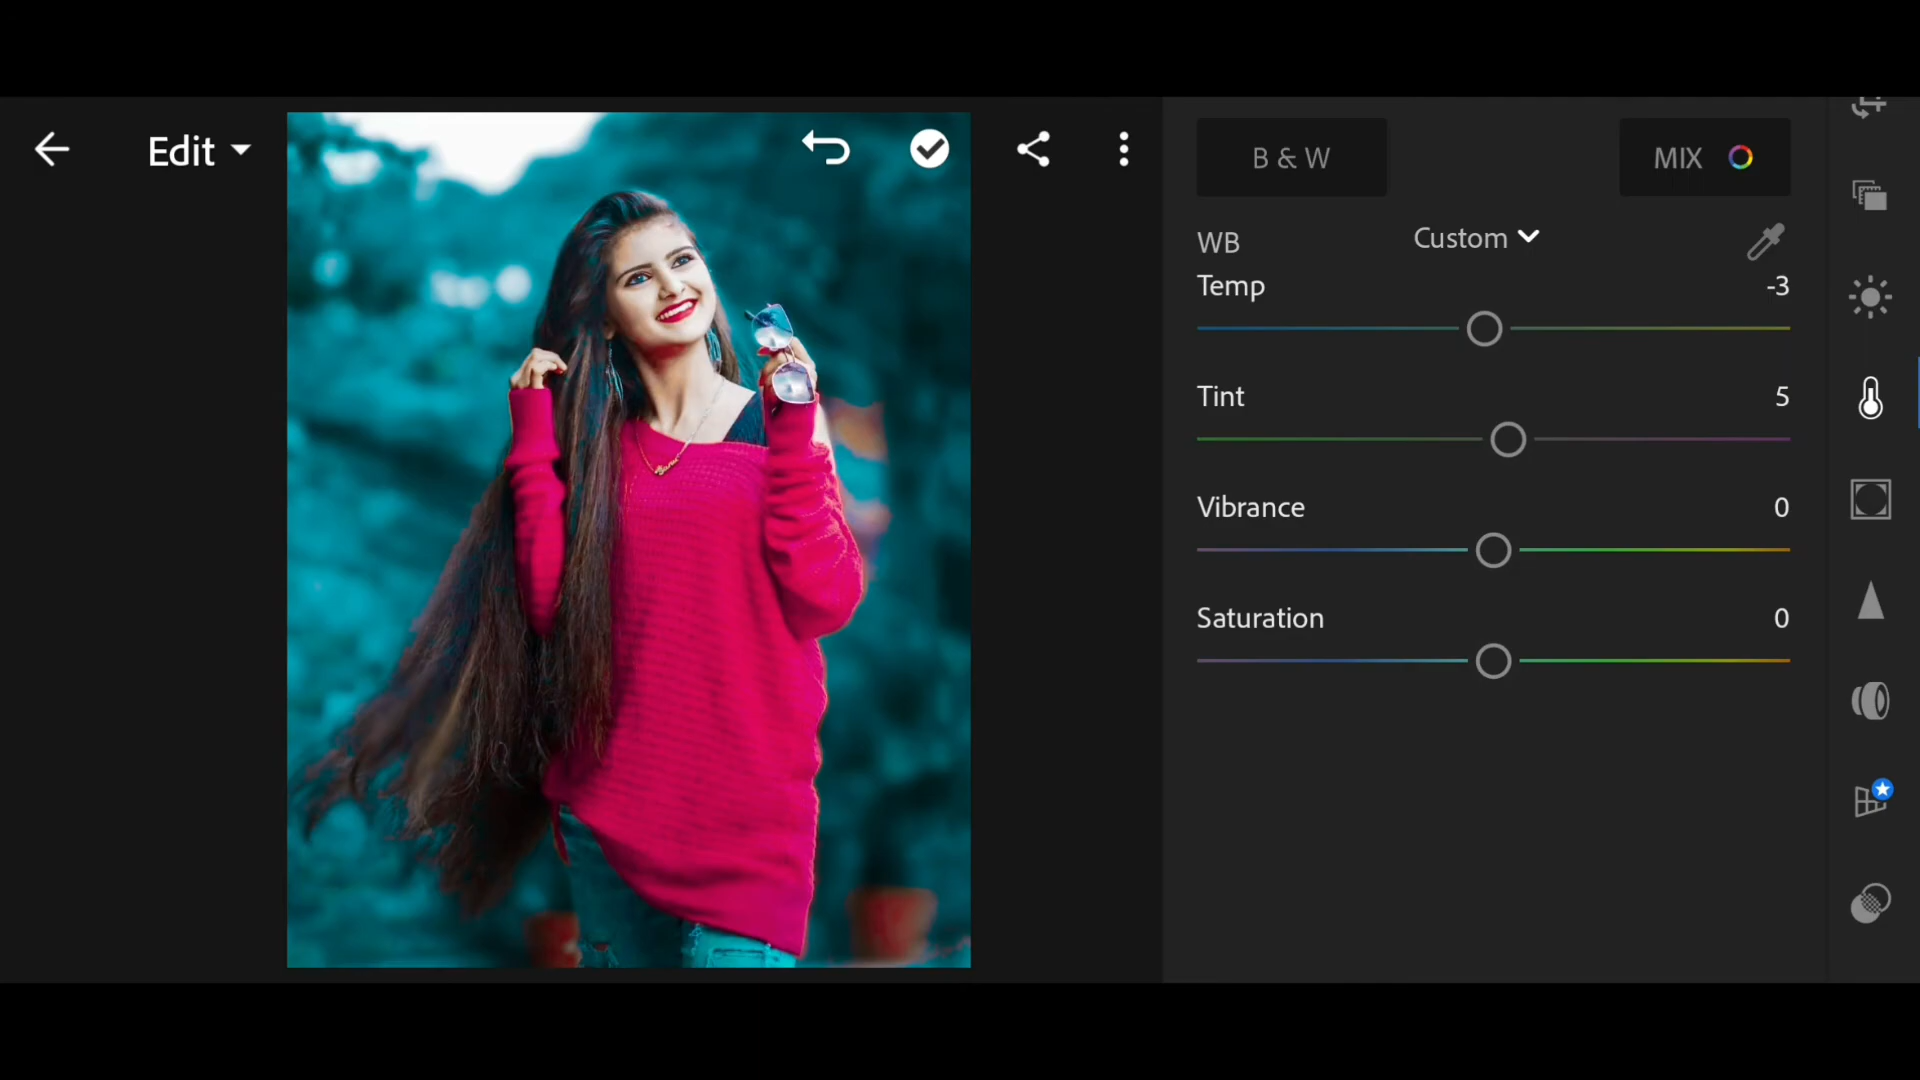 Edit
B & W
MIX
WB
Custom
Temp
-3
Tint
5
Vibrance
0
Saturation
0